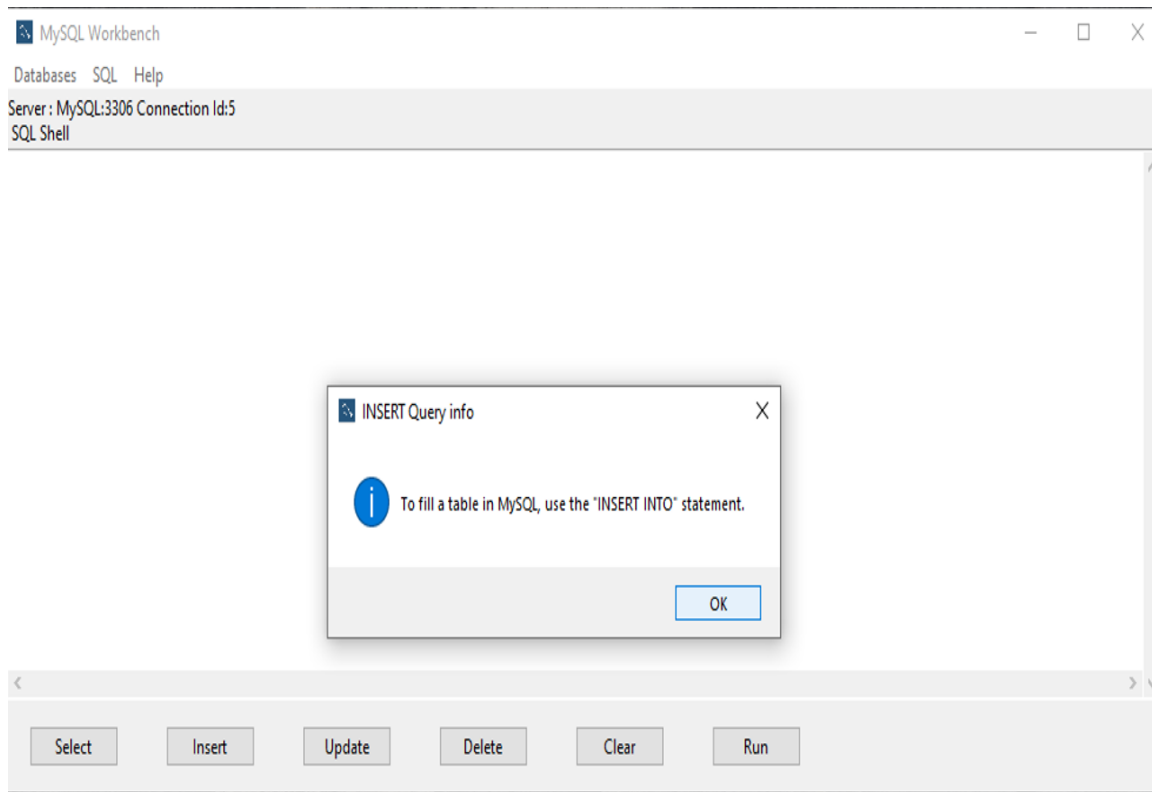 MySQL Workbench
Databases SQL Help
Server : MySQL:3306 Connection Id:5
SQL Shell
INSERT Query info
To fill a table in MySQL, use the "INSERT INTO" statement.
OK
Select Insert Update Delete Clear Run